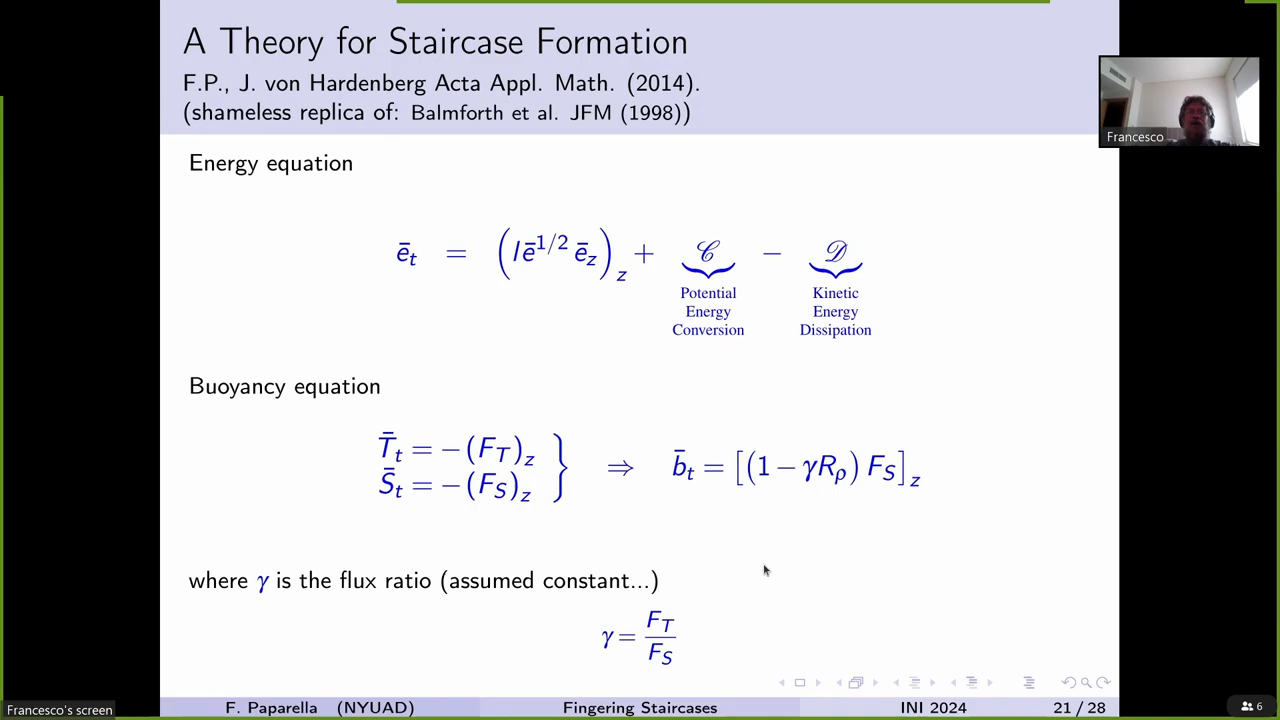 A Theory for Staircase Formation
F.P., J. von Hardenberg Acta Appl. Math. (2014).
(shameless replica of: Balmforth et al. JFM (1998))
Francesco
Energy equation
ē_t = (l ē^{1/2} ē_z)_z + 𝒞 − 𝒟
Potential Energy Conversion
Kinetic Energy Dissipation
Buoyancy equation
T̄_t = −(F_T)_z
S̄_t = −(F_S)_z } ⇒ b̄_t = [(1 − γR_ρ) F_S]_z
where γ is the flux ratio (assumed constant...)
γ = F_T / F_S
F. Paparella (NYUAD) Fingering Staircases INI 2024 21 / 28
Francesco's screen
6